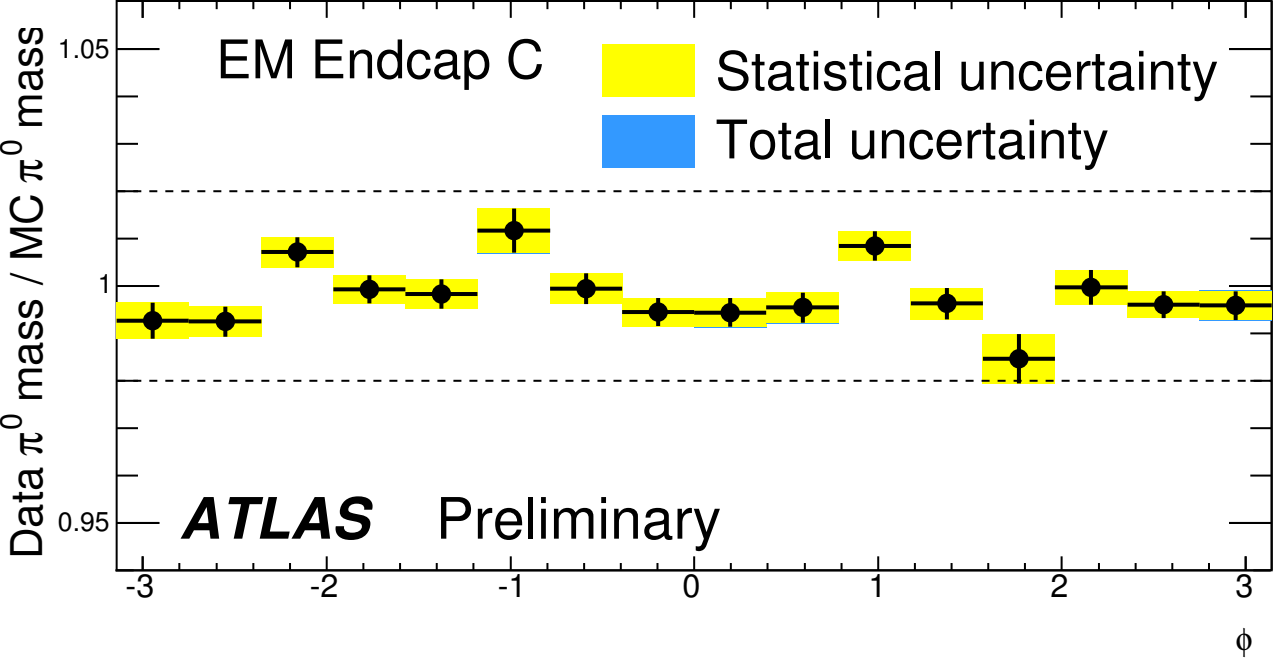 EM Endcap C
Statistical uncertainty
Total uncertainty
Data π⁰ mass / MC π⁰ mass
1.05
1
0.95
ATLAS Preliminary
-3 -2 -1 0 1 2 3
ϕ